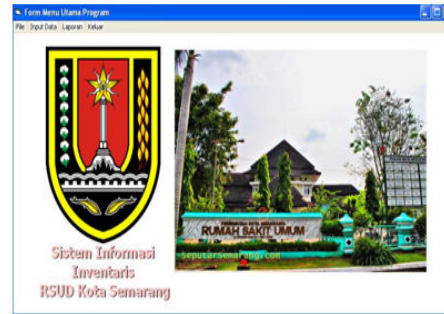 Form Menu Utama Program
File Input Data Laporan Keluar
RUMAH SAKIT UMUM
SeputarSemarang.com
Sistem Informasi
Inventaris
RSUD Kota Semarang